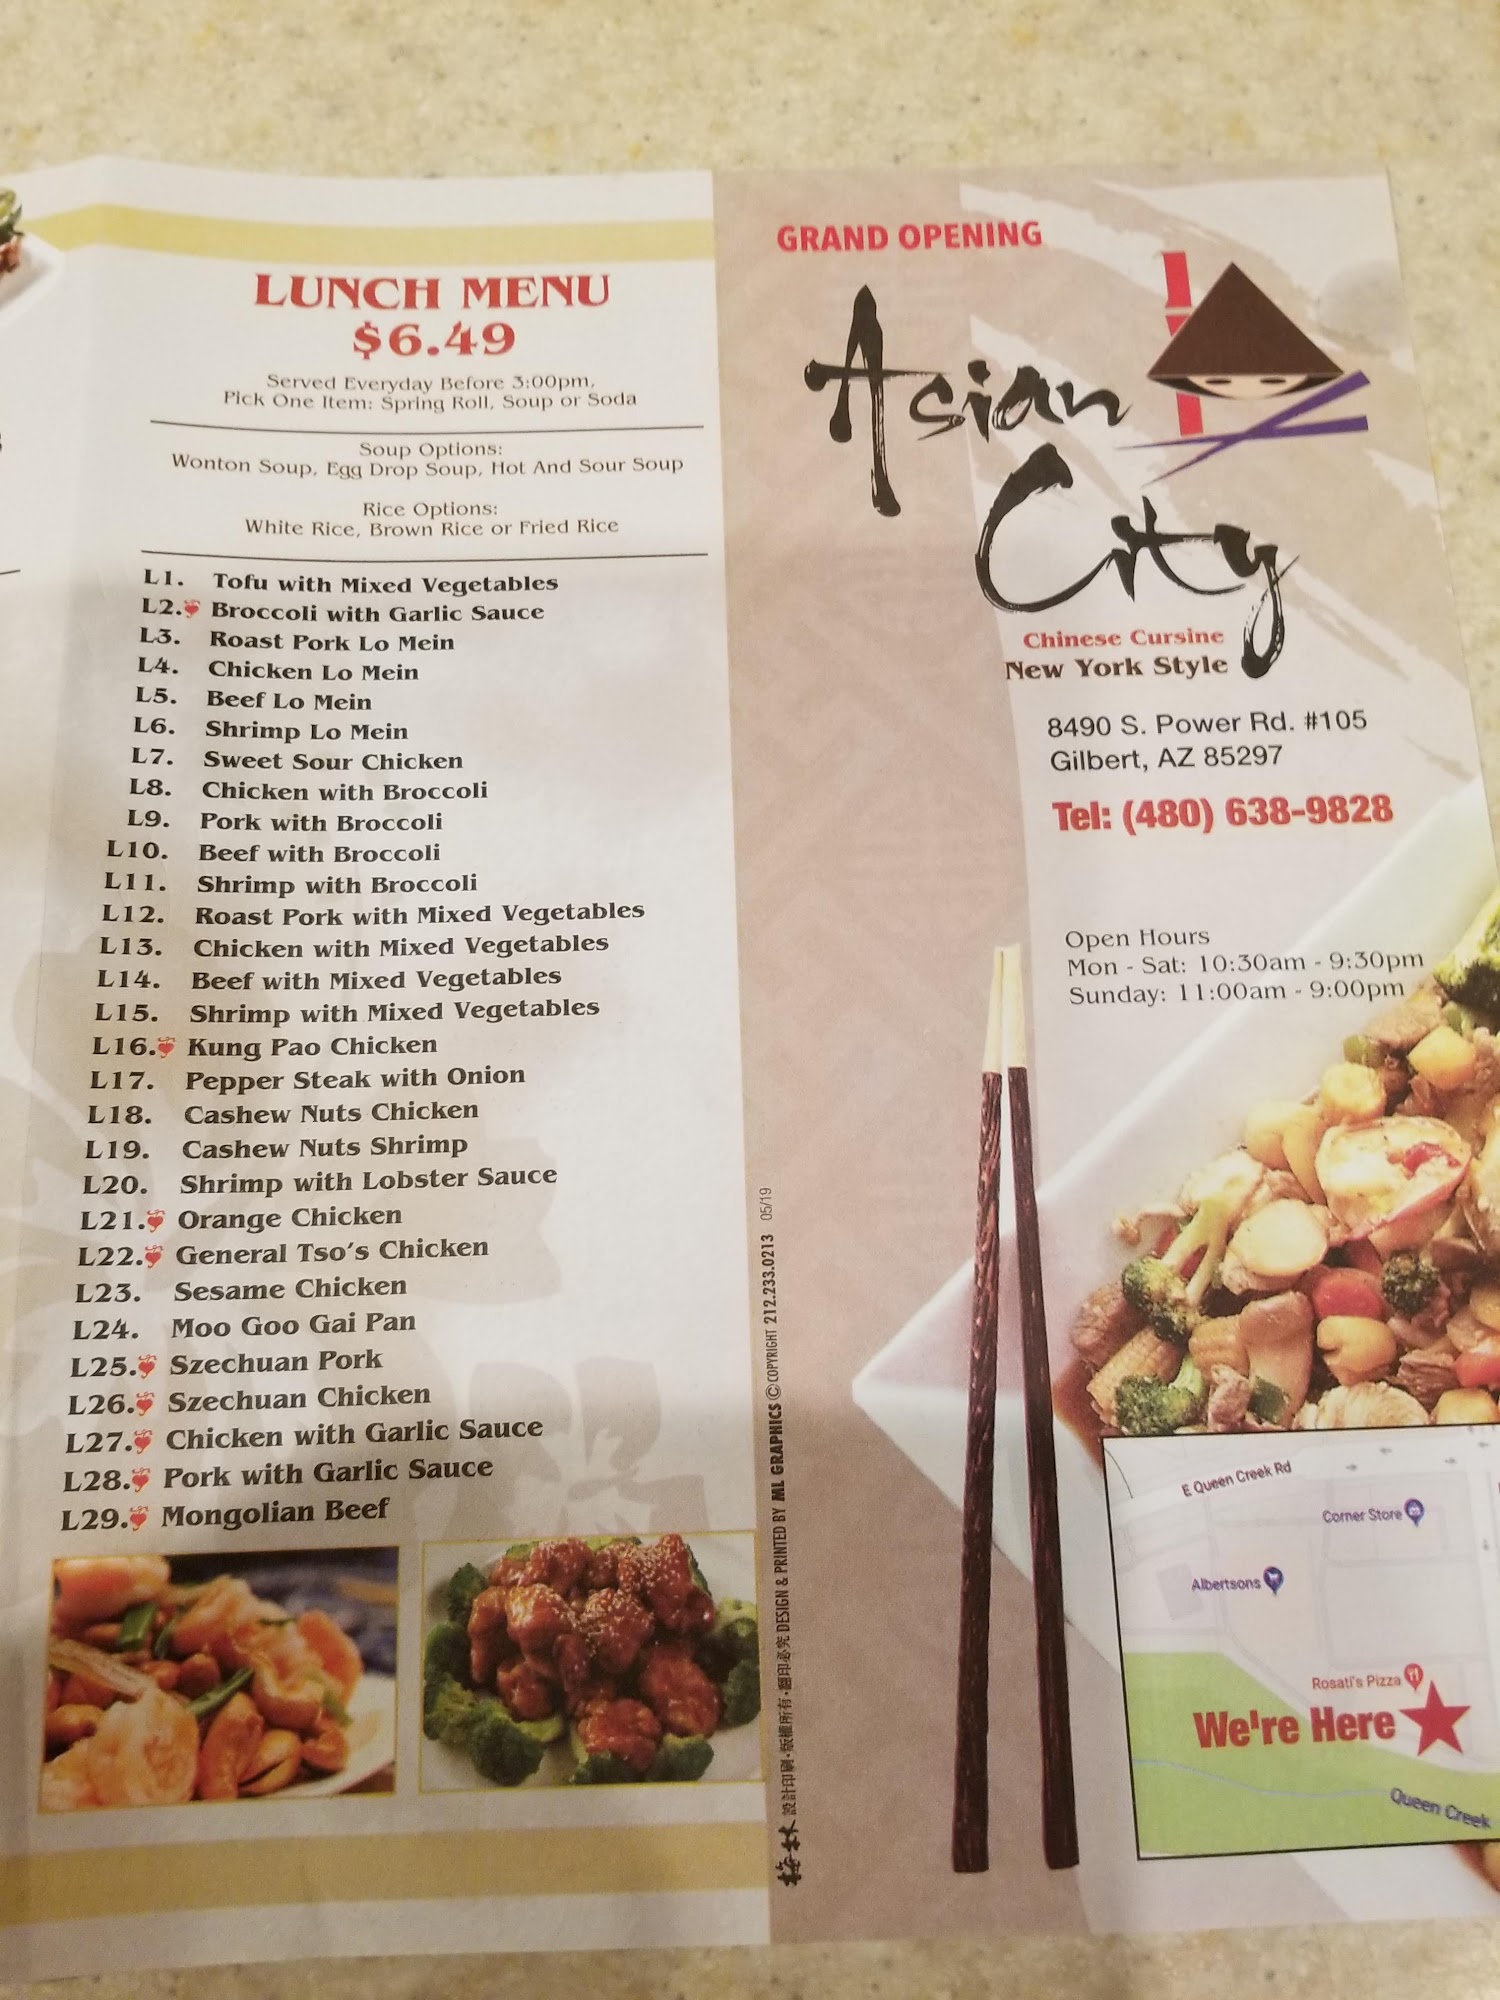 LUNCH MENU
$6.49
Served Everyday Before 3:00pm,
Pick One Item: Spring Roll, Soup or Soda
Soup Options:
Wonton Soup, Egg Drop Soup, Hot And Sour Soup
Rice Options:
White Rice, Brown Rice or Fried Rice
L1. Tofu with Mixed Vegetables
L2. Broccoli with Garlic Sauce
L3. Roast Pork Lo Mein
L4. Chicken Lo Mein
L5. Beef Lo Mein
L6. Shrimp Lo Mein
L7. Sweet Sour Chicken
L8. Chicken with Broccoli
L9. Pork with Broccoli
L10. Beef with Broccoli
L11. Shrimp with Broccoli
L12. Roast Pork with Mixed Vegetables
L13. Chicken with Mixed Vegetables
L14. Beef with Mixed Vegetables
L15. Shrimp with Mixed Vegetables
L16. Kung Pao Chicken
L17. Pepper Steak with Onion
L18. Cashew Nuts Chicken
L19. Cashew Nuts Shrimp
L20. Shrimp with Lobster Sauce
L21. Orange Chicken
L22. General Tso's Chicken
L23. Sesame Chicken
L24. Moo Goo Gai Pan
L25. Szechuan Pork
L26. Szechuan Chicken
L27. Chicken with Garlic Sauce
L28. Pork with Garlic Sauce
L29. Mongolian Beef
梅林 設計印刷·版權所有·翻印必究 DESIGN & PRINTED BY ML GRAPHICS © COPYRIGHT 212.233.0213 05/19
GRAND OPENING
Asian
City
Chinese Cursine
New York Style
8490 S. Power Rd. #105
Gilbert, AZ 85297
Tel: (480) 638-9828
Open Hours
Mon - Sat: 10:30am - 9:30pm
Sunday: 11:00am - 9:00pm
E Queen Creek Rd
Corner Store
Albertsons
Rosati's Pizza
We're Here
Queen Creek